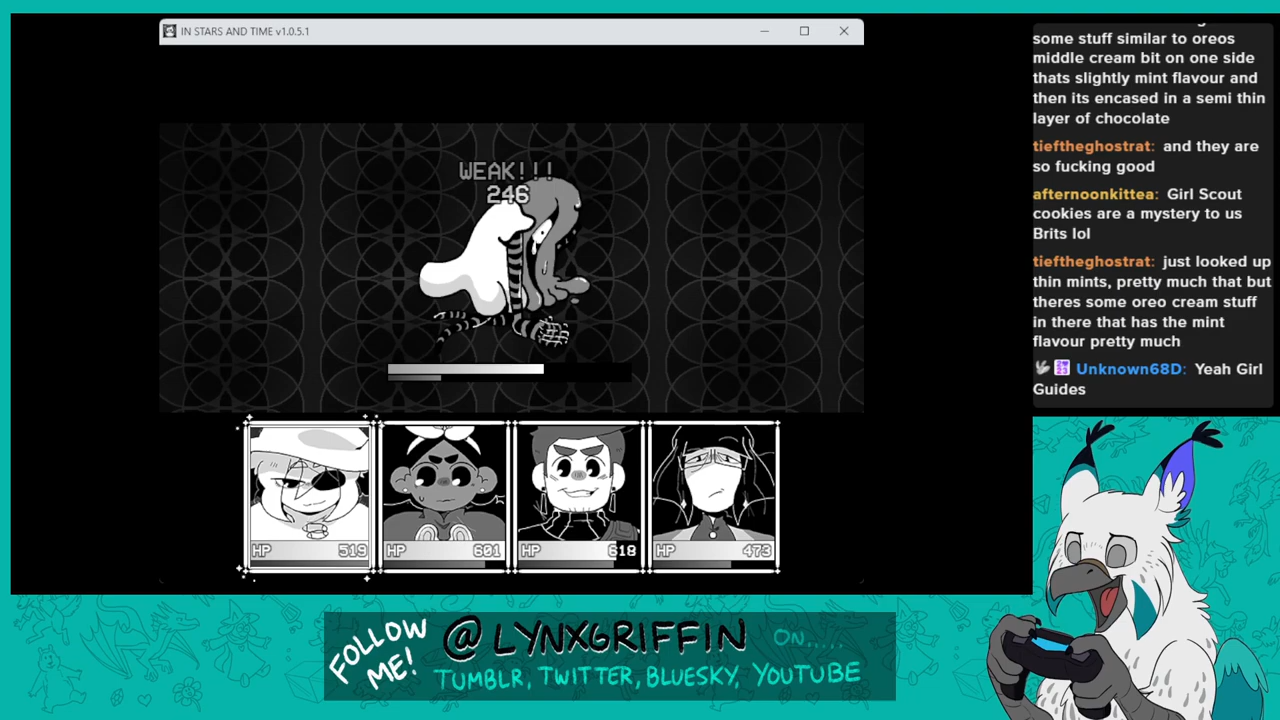 IN STARS AND TIME v1.0.5.1
WEAK!!!
246
HP 519
HP 601
HP 618
HP 473
some stuff similar to oreos
middle cream bit on one side
thats slightly mint flavour and
then its encased in a semi thin
layer of chocolate
tieftheghostrat: and they are
so fucking good
afternoonkittea: Girl Scout
cookies are a mystery to us
Brits lol
tieftheghostrat: just looked up
thin mints, pretty much that but
theres some oreo cream stuff
in there that has the mint
flavour pretty much
Unknown68D: Yeah Girl
Guides
FOLLOW
ME!
@LYNXGRIFFIN ON.....
TUMBLR, TWITTER, BLUESKY, YOUTUBE